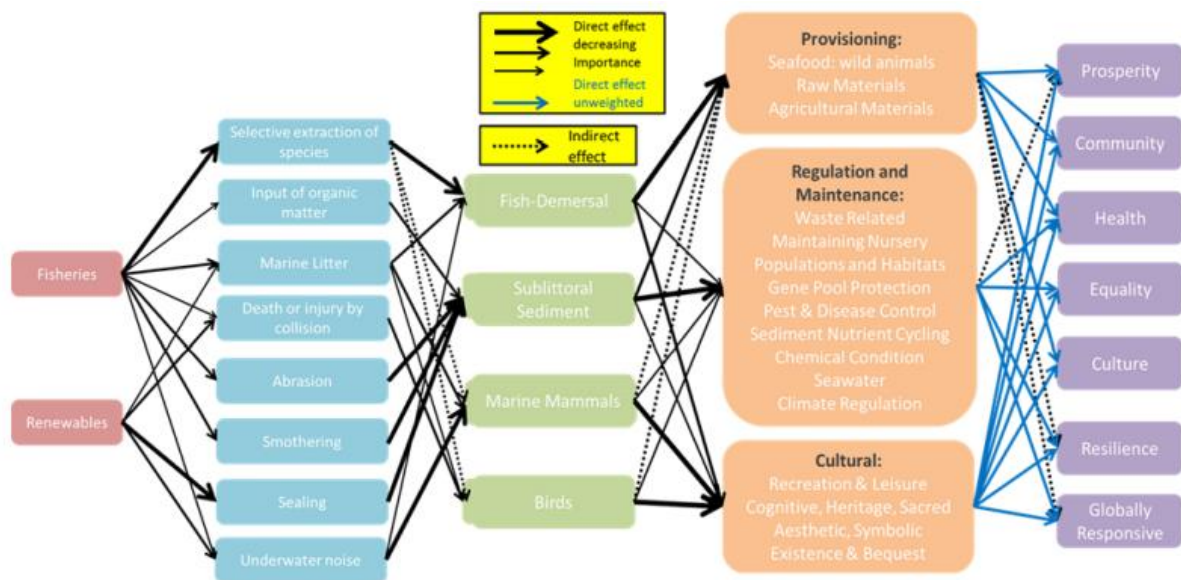 Direct effect
decreasing
Importance
Direct effect
unweighted
Indirect
effect
Fisheries
Renewables
Selective extraction of
species
Input of organic
matter
Marine Litter
Death or injury by
collision
Abrasion
Smothering
Sealing
Underwater noise
Fish-Demersal
Sublittoral
Sediment
Marine Mammals
Birds
Provisioning:
Seafood: wild animals
Raw Materials
Agricultural Materials
Regulation and
Maintenance:
Waste Related
Maintaining Nursery
Populations and Habitats
Gene Pool Protection
Pest & Disease Control
Sediment Nutrient Cycling
Chemical Condition
Seawater
Climate Regulation
Cultural:
Recreation & Leisure
Cognitive, Heritage, Sacred
Aesthetic, Symbolic
Existence & Bequest
Prosperity
Community
Health
Equality
Culture
Resilience
Globally
Responsive